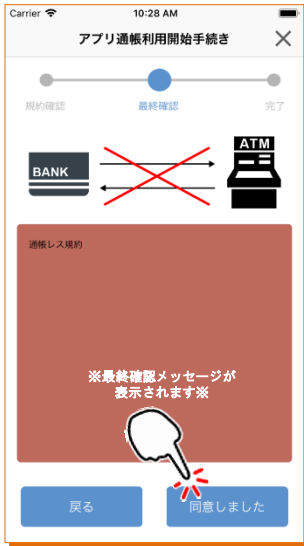 Carrier 10:28 AM
アプリ通帳利用開始手続き
規約確認 最終確認 完了
ATM
BANK
通帳レス規約
※最終確認メッセージが
表示されます※
戻る 同意しました